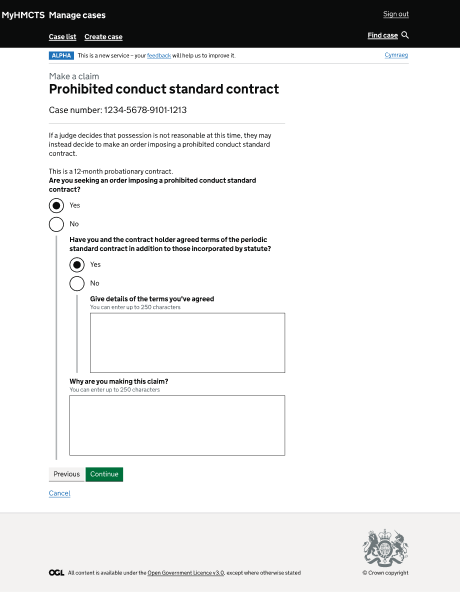 MyHMCTS Manage cases
Sign out
Case list Create case
Find case
ALPHA This is a new service – your feedback will help us to improve it.
Cymraeg
Make a claim
Prohibited conduct standard contract
Case number: 1234-5678-9101-1213
If a judge decides that possession is not reasonable at this time, they may
instead decide to make an order imposing a prohibited conduct standard
contract.
This is a 12-month probationary contract.
Are you seeking an order imposing a prohibited conduct standard
contract?
Yes
No
Have you and the contract holder agreed terms of the periodic
standard contract in addition to those incorporated by statute?
Yes
No
Give details of the terms you've agreed
You can enter up to 250 characters
Why are you making this claim?
You can enter up to 250 characters
Previous Continue
Cancel
OGL All content is available under the Open Government Licence v3.0, except where otherwise stated
© Crown copyright